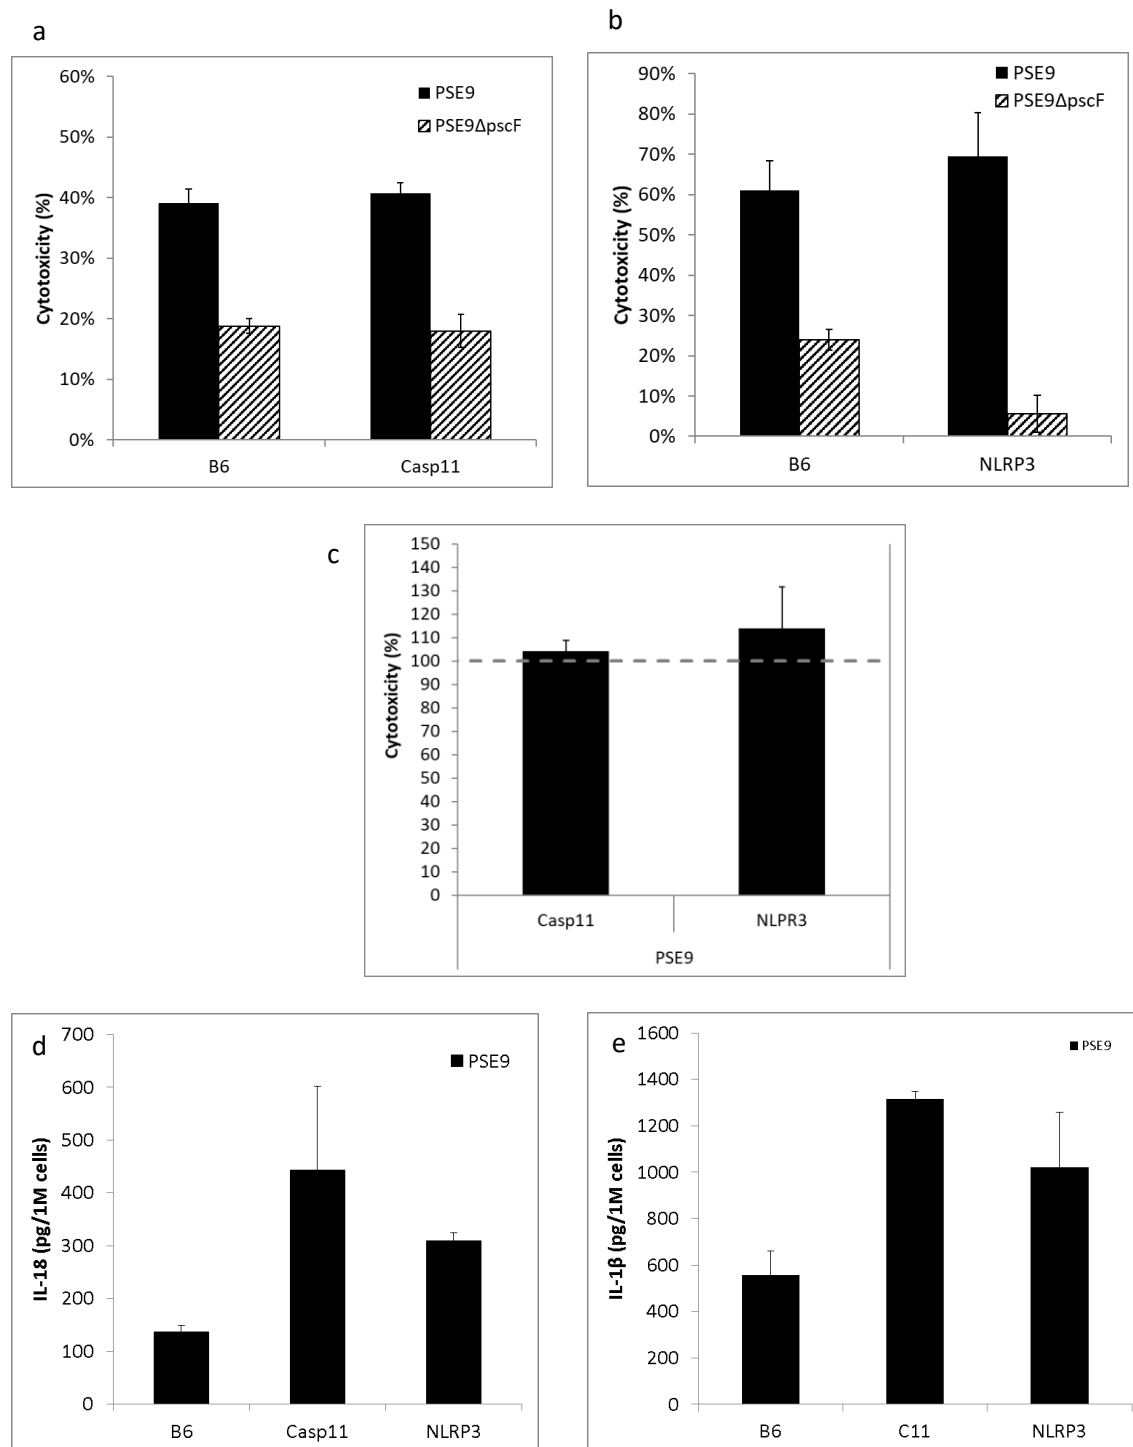 a
60%
50%
40%
30%
20%
10%
0%
Cytotoxicity (%)
PSE9
PSE9ΔpscF
B6
Casp11
b
90%
80%
70%
60%
50%
40%
30%
20%
10%
0%
Cytotoxicity (%)
PSE9
PSE9ΔpscF
B6
NLRP3
c
150
140
130
120
110
100
90
80
70
60
50
40
30
20
10
0
Cytotoxicity (%)
Casp11
NLPR3
PSE9
d
700
600
500
400
300
200
100
0
IL-18 (pg/1M cells)
PSE9
B6
Casp11
NLRP3
e
1600
1400
1200
1000
800
600
400
200
0
IL-1β (pg/1M cells)
PSE9
B6
C11
NLRP3